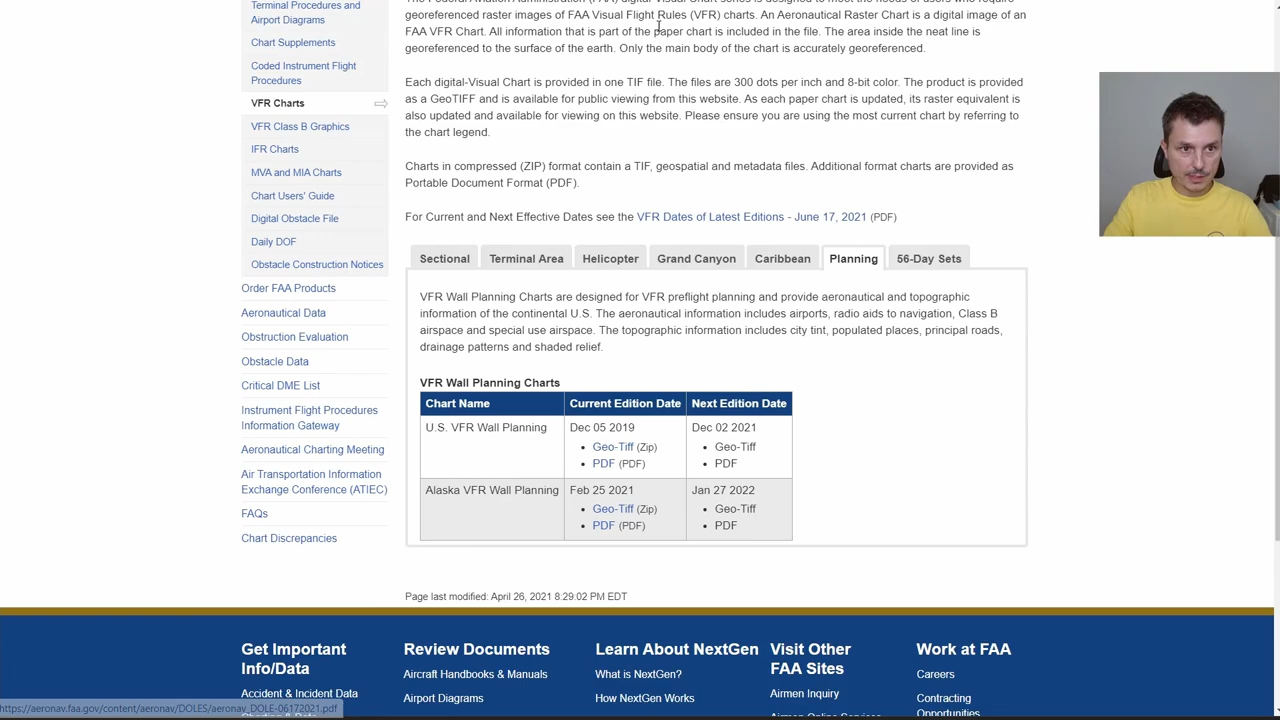 Terminal Procedures and
Airport Diagrams
Chart Supplements
Coded Instrument Flight
Procedures
VFR Charts
VFR Class B Graphics
IFR Charts
MVA and MIA Charts
Chart Users' Guide
Digital Obstacle File
Daily DOF
Obstacle Construction Notices
Order FAA Products
Aeronautical Data
Obstruction Evaluation
Obstacle Data
Critical DME List
Instrument Flight Procedures
Information Gateway
Aeronautical Charting Meeting
Air Transportation Information
Exchange Conference (ATIEC)
FAQs
Chart Discrepancies
georeferenced raster images of FAA Visual Flight Rules (VFR) charts. An Aeronautical Raster Chart is a digital image of an
FAA VFR Chart. All information that is part of the paper chart is included in the file. The area inside the neat line is
georeferenced to the surface of the earth. Only the main body of the chart is accurately georeferenced.
Each digital-Visual Chart is provided in one TIF file. The files are 300 dots per inch and 8-bit color. The product is provided
as a GeoTIFF and is available for public viewing from this website. As each paper chart is updated, its raster equivalent is
also updated and available for viewing on this website. Please ensure you are using the most current chart by referring to
the chart legend.
Charts in compressed (ZIP) format contain a TIF, geospatial and metadata files. Additional format charts are provided as
Portable Document Format (PDF).
For Current and Next Effective Dates see the VFR Dates of Latest Editions - June 17, 2021 (PDF)
Sectional Terminal Area Helicopter Grand Canyon Caribbean Planning 56-Day Sets
VFR Wall Planning Charts are designed for VFR preflight planning and provide aeronautical and topographic
information of the continental U.S. The aeronautical information includes airports, radio aids to navigation, Class B
airspace and special use airspace. The topographic information includes city tint, populated places, principal roads,
drainage patterns and shaded relief.
VFR Wall Planning Charts
Chart Name Current Edition Date Next Edition Date
U.S. VFR Wall Planning Dec 05 2019 Dec 02 2021
• Geo-Tiff (Zip) • Geo-Tiff
• PDF (PDF) • PDF
Alaska VFR Wall Planning Feb 25 2021 Jan 27 2022
• Geo-Tiff (Zip) • Geo-Tiff
• PDF (PDF) • PDF
Page last modified: April 26, 2021 8:29:02 PM EDT
Get Important
Info/Data
Accident & Incident Data
Review Documents
Aircraft Handbooks & Manuals
Airport Diagrams
Learn About NextGen
What is NextGen?
How NextGen Works
Visit Other
FAA Sites
Airmen Inquiry
Work at FAA
Careers
Contracting
Opportunities
https://aeronav.faa.gov/content/aeronav/DOLES/aeronav_DOLE-06172021.pdf